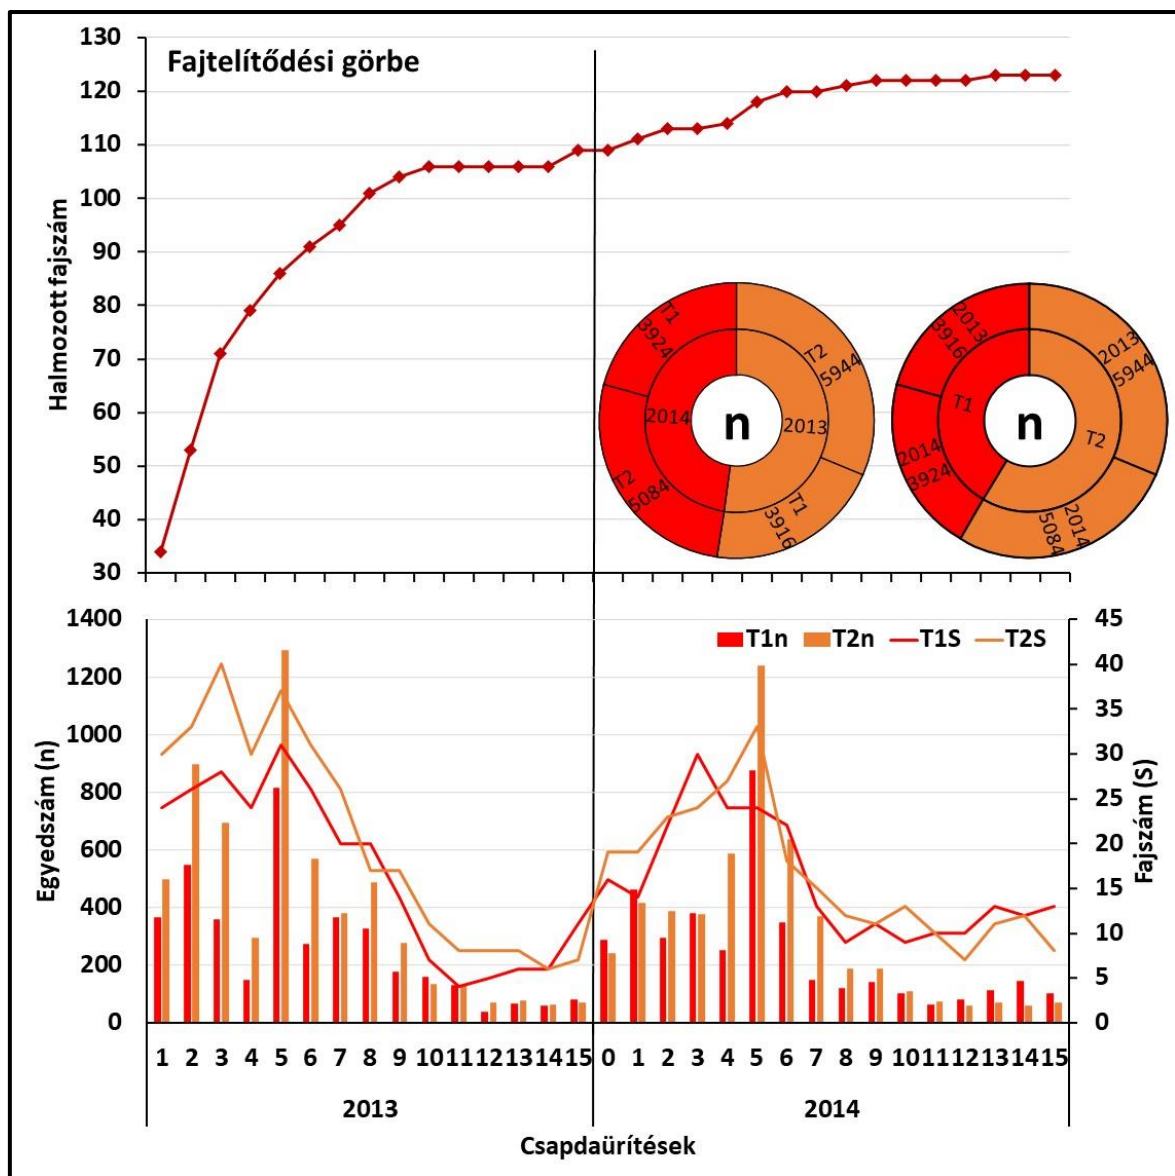 Fajtelítődési görbe
Halmozott fajszám
130
120
110
100
90
80
70
60
50
40
30
T1
3924
T2
5944
2014
n
2013
T2
5084
T1
3916
2013
3916
2013
5944
T1
n
T2
2014
3924
2014
5084
Egyedszám (n)
1400
1200
1000
800
600
400
200
0
T1n T2n T1S T2S
45
40
35
30
25
20
15
10
5
0
Fajszám (S)
1 2 3 4 5 6 7 8 9 10 11 12 13 14 15 0 1 2 3 4 5 6 7 8 9 10 11 12 13 14 15
2013 2014
Csapdaürítések